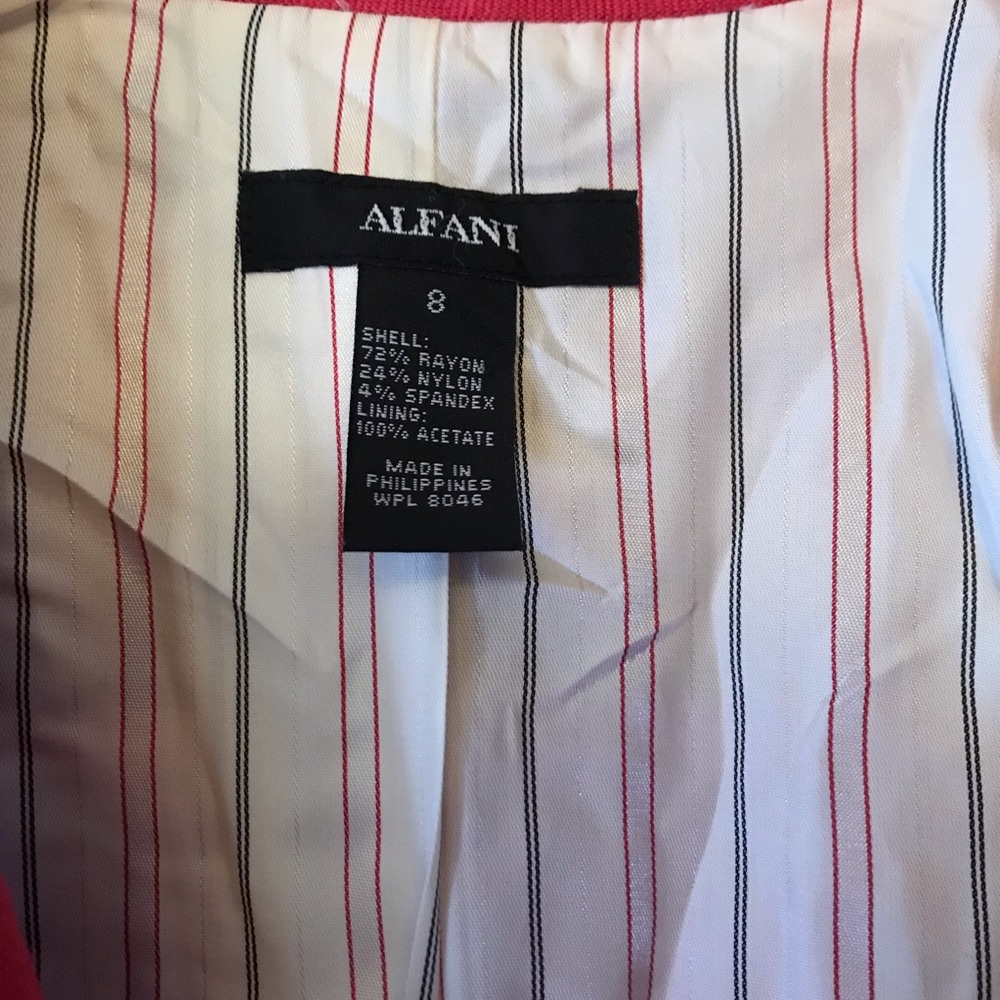 ALFANI
8
SHELL:
72% RAYON
24% NYLON
4% SPANDEX
LINING:
100% ACETATE
MADE IN
PHILIPPINES
WPL 8046